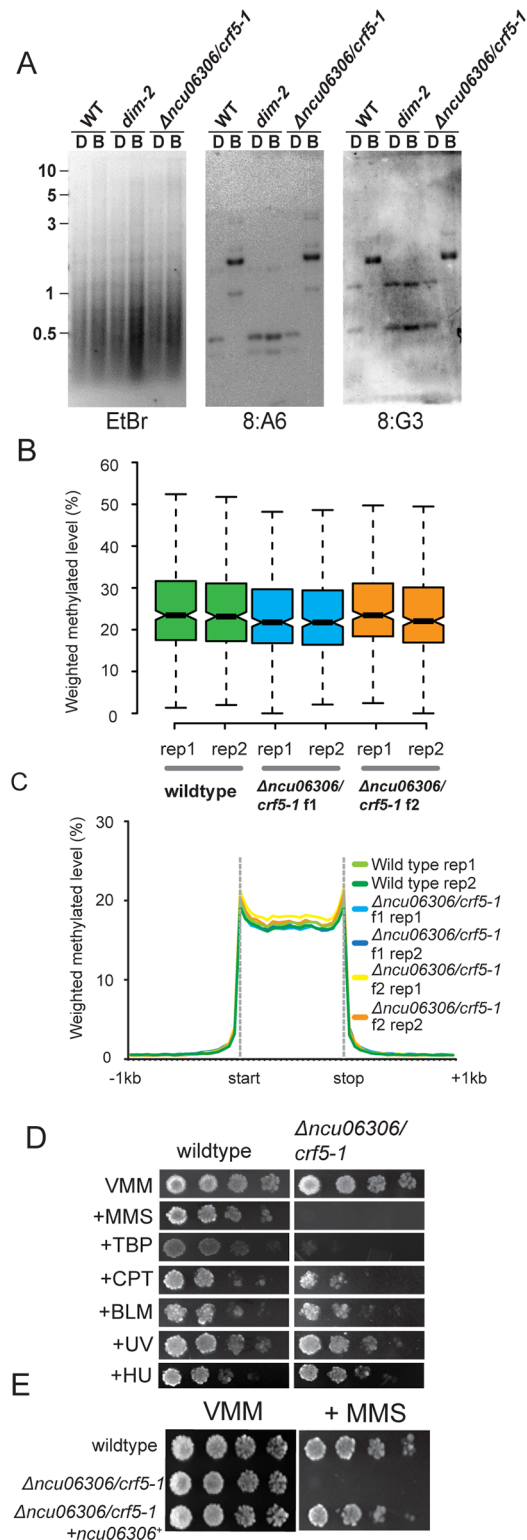 A
WT dim-2 Δncu06306/crf5-1 WT dim-2 Δncu06306/crf5-1 WT dim-2 Δncu06306/crf5-1
D B D B D B D B D B D B D B D B D B
10
5
3
1
0.5
EtBr 8:A6 8:G3
B
Weighted methylated level (%)
60
50
40
30
20
10
0
rep1 rep2 rep1 rep2 rep1 rep2
wildtype Δncu06306/ Δncu06306/
crf5-1 f1 crf5-1 f2
C
Weighted methylated level (%)
30
20
10
0
-1kb start stop +1kb
Wild type rep1
Wild type rep2
Δncu06306/crf5-1
f1 rep1
Δncu06306/crf5-1
f1 rep2
Δncu06306/crf5-1
f2 rep1
Δncu06306/crf5-1
f2 rep2
D
wildtype Δncu06306/
crf5-1
VMM
+MMS
+TBP
+CPT
+BLM
+UV
+HU
E
VMM + MMS
wildtype
Δncu06306/crf5-1
Δncu06306/crf5-1
+ncu06306⁺